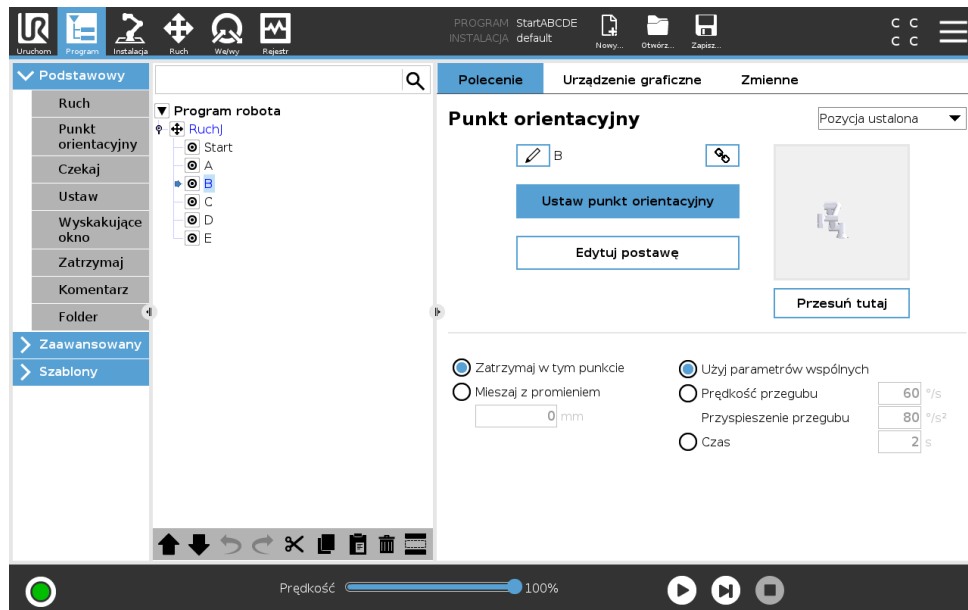 PROGRAM StartABCDE
INSTALACJA default
UR
Uruchom
Program
Instalacja
Ruch
We/wy
Rejestr
Nowy...
Otwórz...
Zapisz...
C C
C C
Podstawowy
Ruch
Punkt
orientacyjny
Czekaj
Ustaw
Wyskakujące
okno
Zatrzymaj
Komentarz
Folder
Zaawansowany
Szablony
Program robota
RuchJ
Start
A
B
C
D
E
Polecenie
Urządzenie graficzne
Zmienne
Punkt orientacyjny
Pozycja ustalona
B
Ustaw punkt orientacyjny
Edytuj postawę
Przesuń tutaj
Zatrzymaj w tym punkcie
Mieszaj z promieniem
0 mm
Użyj parametrów wspólnych
Prędkość przegubu 60 °/s
Przyspieszenie przegubu 80 °/s²
Czas 2 s
Prędkość 100%